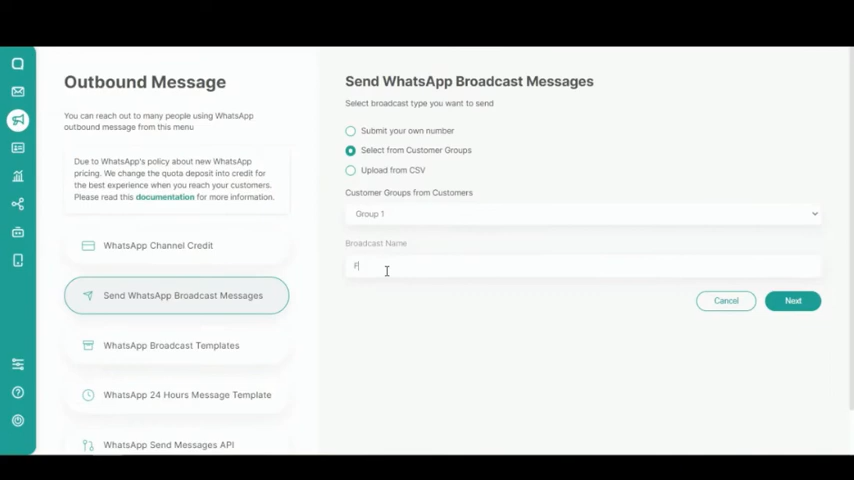 Outbound Message
You can reach out to many people using WhatsApp
outbound message from this menu
Due to WhatsApp's policy about new WhatsApp
pricing. We change the quota deposit into credit for
the best experience when you reach your customers.
Please read this documentation for more information.
WhatsApp Channel Credit
Send WhatsApp Broadcast Messages
WhatsApp Broadcast Templates
WhatsApp 24 Hours Message Template
WhatsApp Send Messages API
Send WhatsApp Broadcast Messages
Select broadcast type you want to send
Submit your own number
Select from Customer Groups
Upload from CSV
Customer Groups from Customers
Group 1
Broadcast Name
F
Cancel
Next